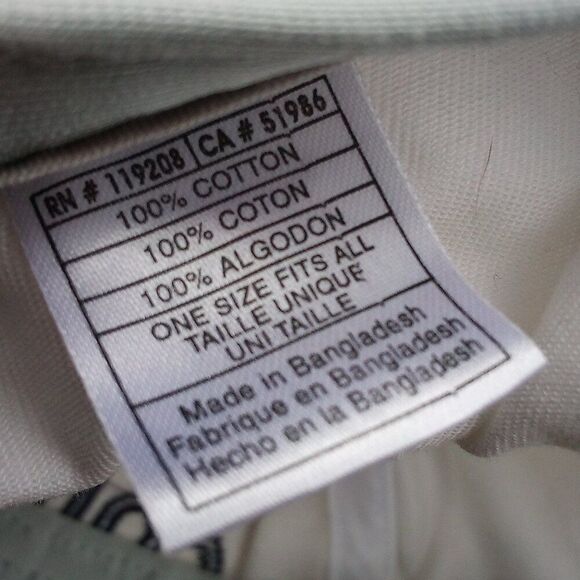 RN # 119208 CA # 51986
100% COTTON
100% COTON
100% ALGODON
ONE SIZE FITS ALL
TAILLE UNIQUE
UNI TAILLE
Made in Bangladesh
Fabrique en Bangladesh
Hecho en la Bangladesh